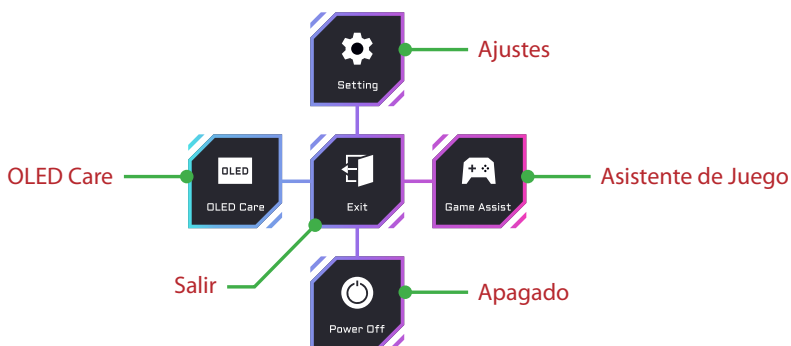 Setting
Ajustes
OLED Care
OLED
OLED Care
Exit
Game Assist
Asistente de Juego
Salir
Power Off
Apagado